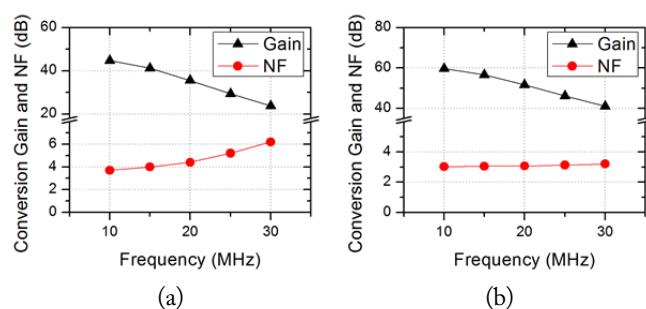 Conversion Gain and NF (dB)
60
40
20
6
4
2
0
Gain
NF
10
20
30
Frequency (MHz)
(a)
Conversion Gain and NF (dB)
80
60
40
4
2
0
Gain
NF
10
20
30
Frequency (MHz)
(b)